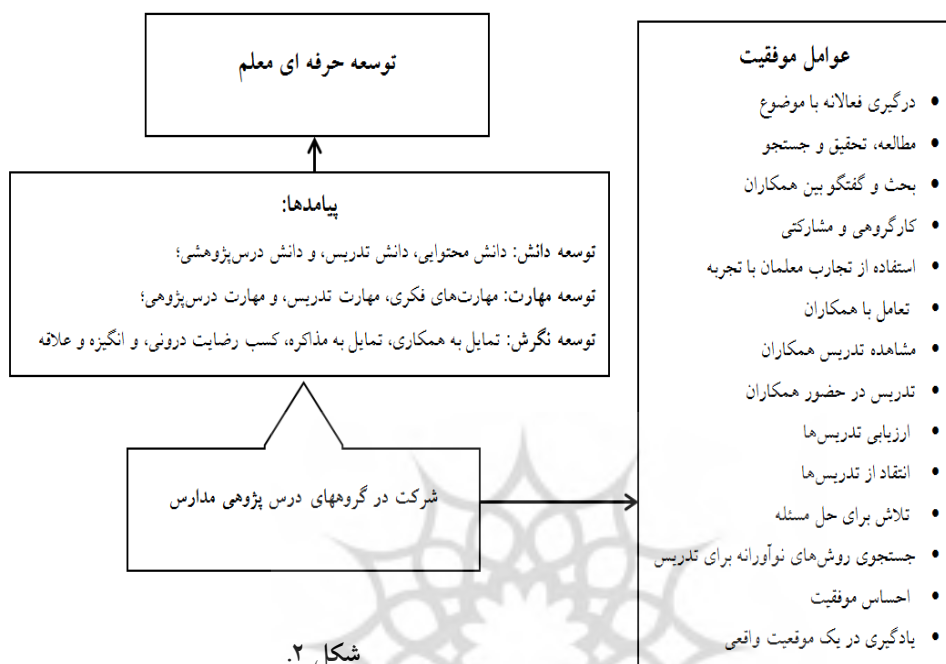 توسعه حرفه ای معلم
پیامدها:
توسعه دانش: دانش محتوایی، دانش تدریس، و دانش درس‌پژوهشی؛
توسعه مهارت: مهارت‌های فکری، مهارت تدریس، و مهارت درس‌پژوهی؛
توسعه نگرش: تمایل به همکاری، تمایل به مذاکره، کسب رضایت درونی، و انگیزه و علاقه
شرکت در گروههای درس پژوهی مدارس
عوامل موفقیت
• درگیری فعالانه با موضوع
• مطالعه، تحقیق و جستجو
• بحث و گفتگو بین همکاران
• کارگروهی و مشارکتی
• استفاده از تجارب معلمان با تجربه
• تعامل با همکاران
• مشاهده تدریس همکاران
• تدریس در حضور همکاران
• ارزیابی تدریس‌ها
• انتقاد از تدریس‌ها
• تلاش برای حل مسئله
• جستجوی روش‌های نوآورانه برای تدریس
• احساس موفقیت
• یادگیری در یک موقعیت واقعی
شکل ۲.